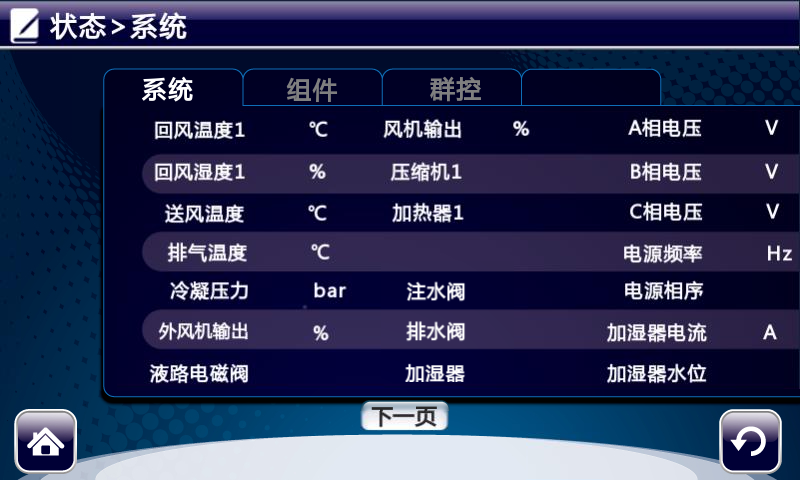 状态>系统
系统 组件 群控
回风温度1 ℃ 风机输出 % A相电压 V
回风湿度1 % 压缩机1 B相电压 V
送风温度 ℃ 加热器1 C相电压 V
排气温度 ℃ 电源频率 Hz
冷凝压力 bar 注水阀 电源相序
外风机输出 % 排水阀 加湿器电流 A
液路电磁阀 加湿器 加湿器水位
下一页